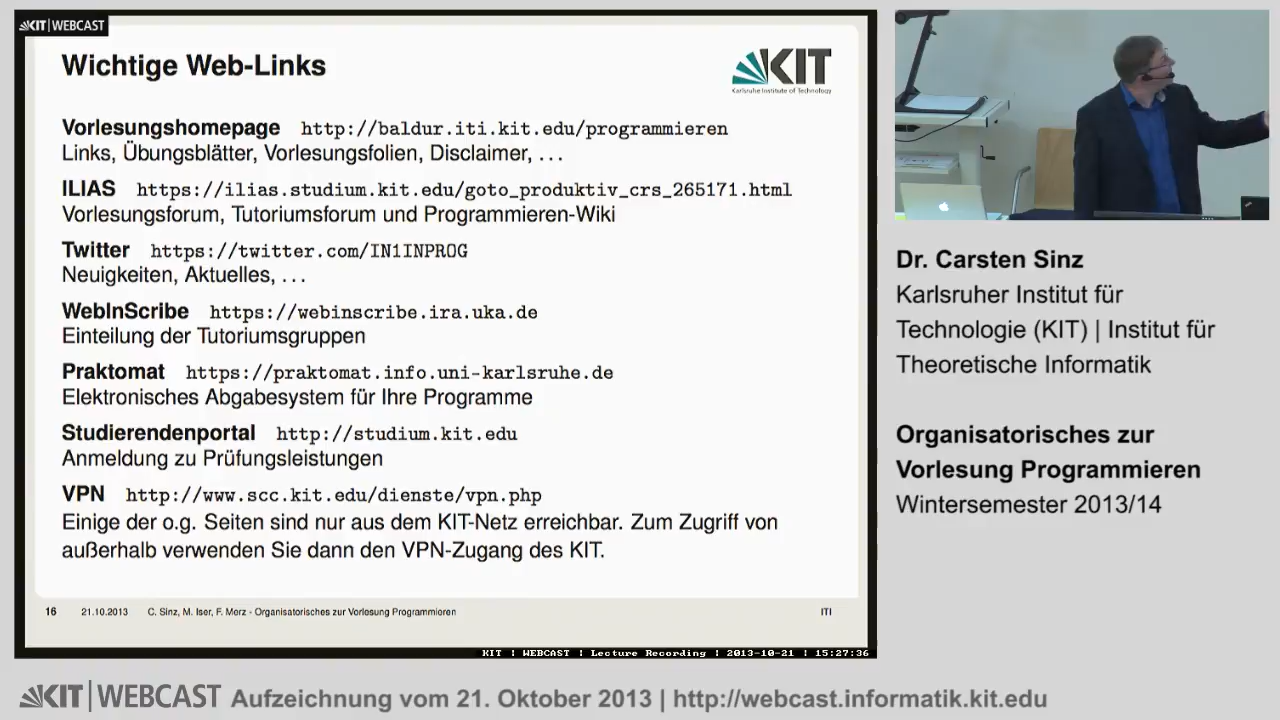 KIT | WEBCAST
Wichtige Web-Links
KIT
Karlsruhe Institute of Technology
Vorlesungshomepage http://baldur.iti.kit.edu/programmieren
Links, Übungsblätter, Vorlesungsfolien, Disclaimer, ...
ILIAS https://ilias.studium.kit.edu/goto_produktiv_crs_265171.html
Vorlesungsforum, Tutoriumsforum und Programmieren-Wiki
Twitter https://twitter.com/IN1INPROG
Neuigkeiten, Aktuelles, ...
WebInScribe https://webinscribe.ira.uka.de
Einteilung der Tutoriumsgruppen
Praktomat https://praktomat.info.uni-karlsruhe.de
Elektronisches Abgabesystem für Ihre Programme
Studierendenportal http://studium.kit.edu
Anmeldung zu Prüfungsleistungen
VPN http://www.scc.kit.edu/dienste/vpn.php
Einige der o.g. Seiten sind nur aus dem KIT-Netz erreichbar. Zum Zugriff von
außerhalb verwenden Sie dann den VPN-Zugang des KIT.
16 21.10.2013 C. Sinz, M. Iser, F. Merz - Organisatorisches zur Vorlesung Programmieren ITI
KIT | WEBCAST | Lecture Recording | 2013-10-21 | 15:27:36
Dr. Carsten Sinz
Karlsruher Institut für
Technologie (KIT) | Institut für
Theoretische Informatik
Organisatorisches zur
Vorlesung Programmieren
Wintersemester 2013/14
KIT | WEBCAST Aufzeichnung vom 21. Oktober 2013 | http://webcast.informatik.kit.edu